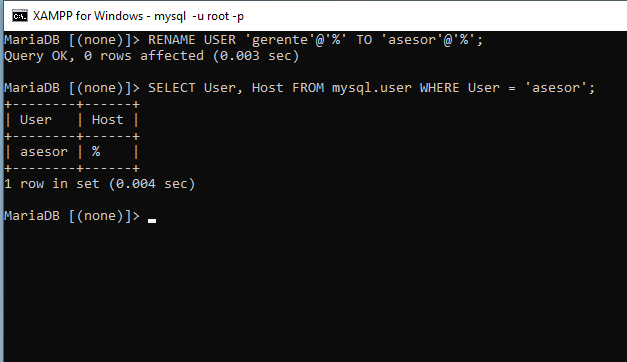 XAMPP for Windows - mysql  -u root -p
MariaDB [(none)]> RENAME USER 'gerente'@'%' TO 'asesor'@'%';
Query OK, 0 rows affected (0.003 sec)
MariaDB [(none)]> SELECT User, Host FROM mysql.user WHERE User = 'asesor';
+--------+------+
| User   | Host |
+--------+------+
| asesor | %    |
+--------+------+
1 row in set (0.004 sec)
MariaDB [(none)]>